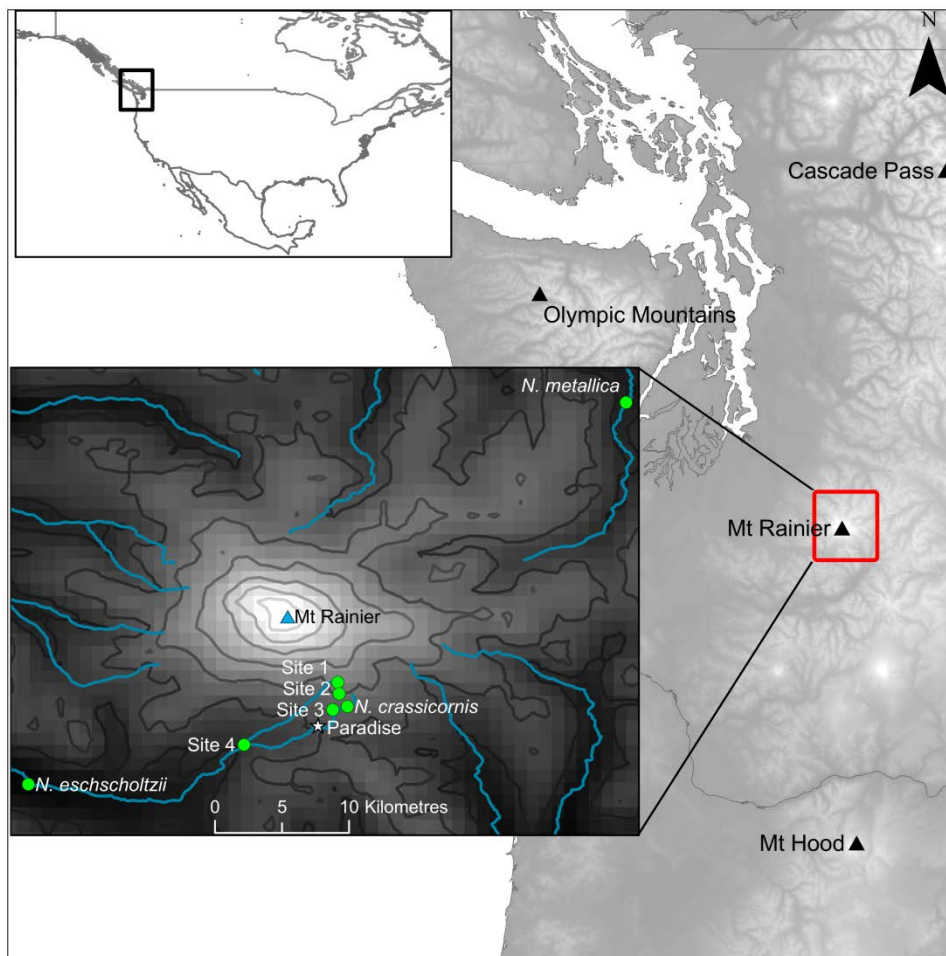 N
Cascade Pass
Olympic Mountains
N. metallica
Mt Rainier
Mt Rainier
Site 1
Site 2
Site 3
N. crassicornis
Paradise
Site 4
N. eschscholtzii
0 5 10 Kilometres
Mt Hood